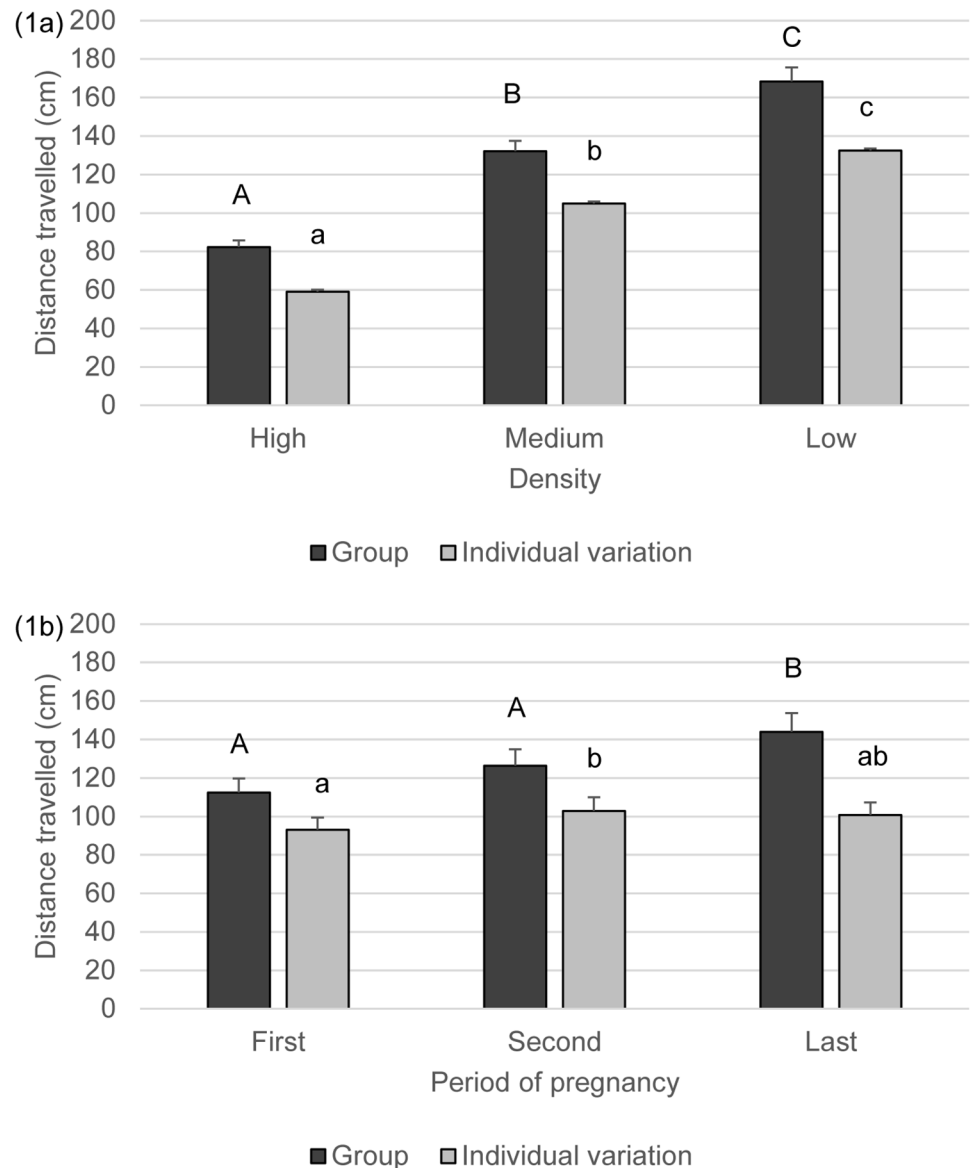 (1a)
Distance travelled (cm)
200
180
160
140
120
100
80
60
40
20
0
A
a
B
b
C
c
High Medium Low
Density
Group Individual variation
(1b)
Distance travelled (cm)
200
180
160
140
120
100
80
60
40
20
0
A
a
A
b
B
ab
First Second Last
Period of pregnancy
Group Individual variation